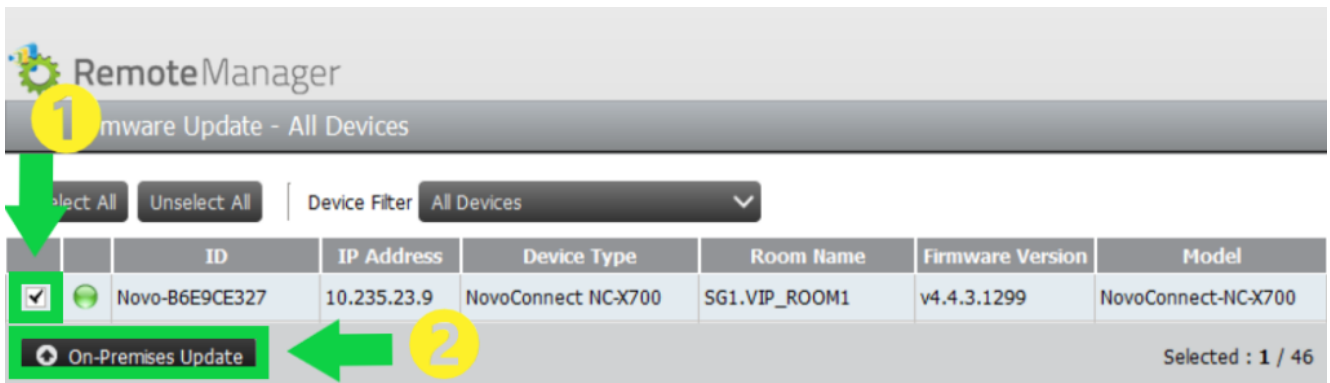 RemoteManager
1
mware Update - All Devices
elect All Unselect All Device Filter All Devices
ID IP Address Device Type Room Name Firmware Version Model
Novo-B6E9CE327 10.235.23.9 NovoConnect NC-X700 SG1.VIP_ROOM1 v4.4.3.1299 NovoConnect-NC-X700
On-Premises Update 2 Selected : 1 / 46